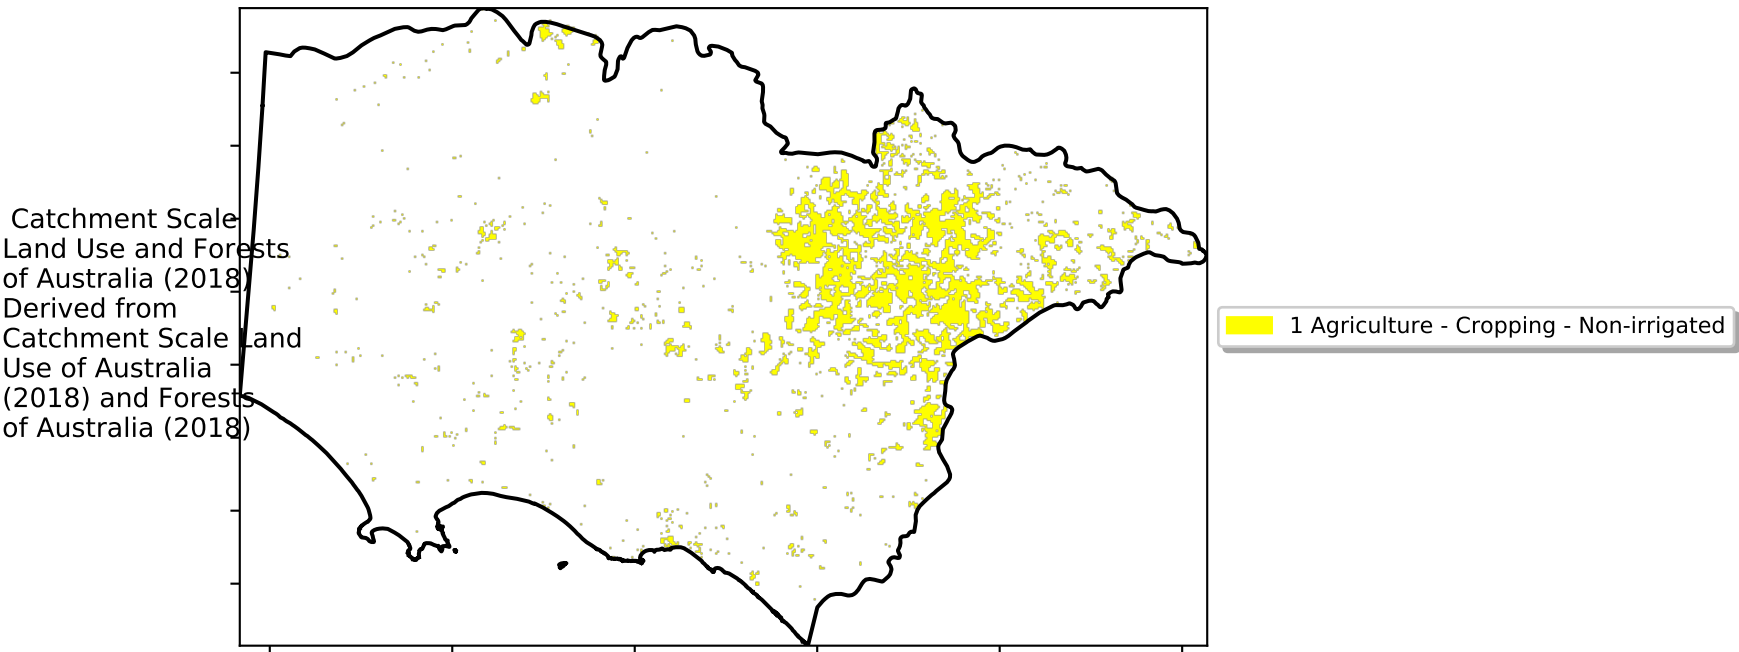 Catchment Scale
Land Use and Forests
of Australia (2018)
Derived from
Catchment Scale Land
Use of Australia
(2018) and Forests
of Australia (2018)
1 Agriculture - Cropping - Non-irrigated